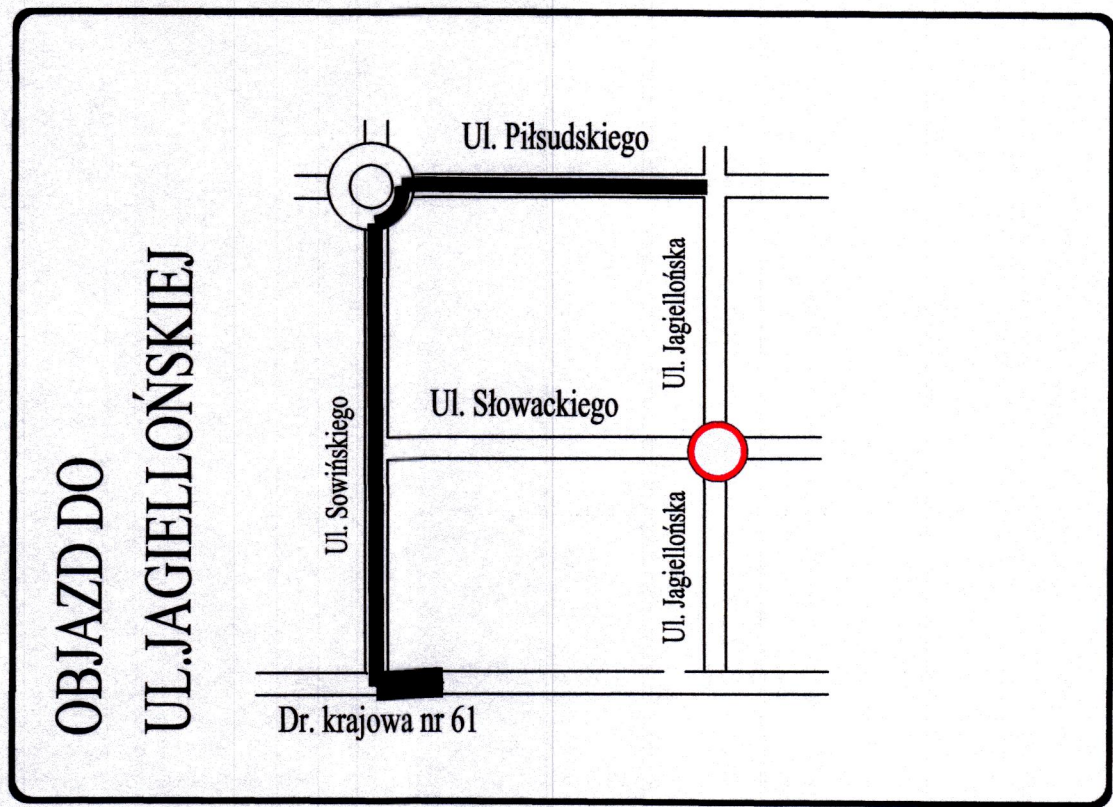 OBJAZD DO
UL.JAGIELLOŃSKIEJ
Ul. Piłsudskiego
Ul. Jagiellońska
Ul. Słowackiego
Ul. Sowińskiego
Ul. Jagiellońska
Dr. krajowa nr 61